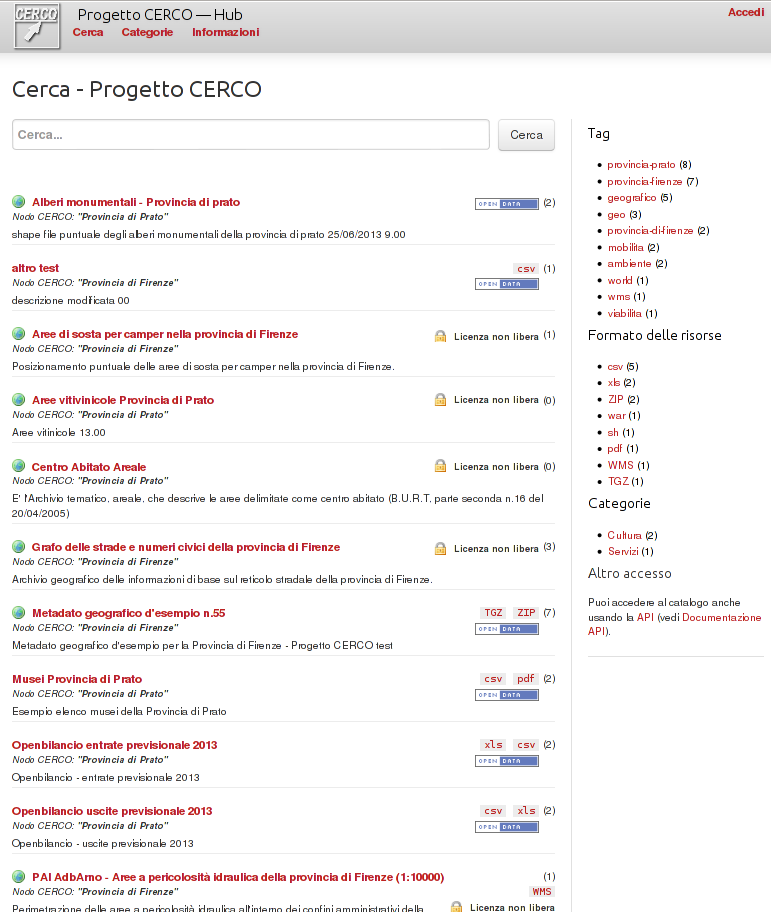 CERCO
Progetto CERCO — Hub
Accedi
Cerca Categorie Informazioni
Cerca - Progetto CERCO
Cerca...
Cerca
Alberi monumentali - Provincia di prato
OPEN DATA (2)
Nodo CERCO: "Provincia di Prato"
shape file puntuale degli alberi monumentali della provincia di prato 25/06/2013 9.00
altro test
csv (1)
Nodo CERCO: "Provincia di Firenze"
OPEN DATA
descrizione modificata 00
Aree di sosta per camper nella provincia di Firenze
Licenza non libera (1)
Nodo CERCO: "Provincia di Firenze"
Posizionamento puntuale delle aree di sosta per camper nella provincia di Firenze.
Aree vitivinicole Provincia di Prato
Licenza non libera (0)
Nodo CERCO: "Provincia di Prato"
Aree vitinicole 13.00
Centro Abitato Areale
Licenza non libera (0)
Nodo CERCO: "Provincia di Prato"
E' l'Archivio tematico, areale, che descrive le aree delimitate come centro abitato (B.U.R.T. parte seconda n.16 del
20/04/2005)
Grafo delle strade e numeri civici della provincia di Firenze
Licenza non libera (3)
Nodo CERCO: "Provincia di Firenze"
Archivio geografico delle informazioni di base sul reticolo stradale della provincia di Firenze.
Metadato geografico d'esempio n.55
TGZ ZIP (7)
Nodo CERCO: "Provincia di Firenze"
OPEN DATA
Metadato geografico d'esempio per la Provincia di Firenze - Progetto CERCO test
Musei Provincia di Prato
csv pdf (2)
Nodo CERCO: "Provincia di Prato"
OPEN DATA
Esempio elenco musei della Provincia di Prato
Openbilancio entrate previsionale 2013
xls csv (2)
Nodo CERCO: "Provincia di Prato"
OPEN DATA
Openbilancio - entrate previsionale 2013
Openbilancio uscite previsionale 2013
csv xls (2)
Nodo CERCO: "Provincia di Prato"
OPEN DATA
Openbilancio - uscite previsionale 2013
PAI AdbArno - Aree a pericolosità idraulica della provincia di Firenze (1:10000)
(1)
Nodo CERCO: "Provincia di Firenze"
WMS
Perimetrazione delle aree a pericolosità idraulica all'interno dei confini amministrativi della
Licenza non libera
Tag
provincia-prato (8)
provincia-firenze (7)
geografico (5)
geo (3)
provincia-di-firenze (2)
mobilita (2)
ambiente (2)
world (1)
wms (1)
viabilita (1)
Formato delle risorse
csv (5)
xls (2)
ZIP (2)
war (1)
sh (1)
pdf (1)
WMS (1)
TGZ (1)
Categorie
Cultura (2)
Servizi (1)
Altro accesso
Puoi accedere al catalogo anche
usando la API (vedi Documentazione
API).